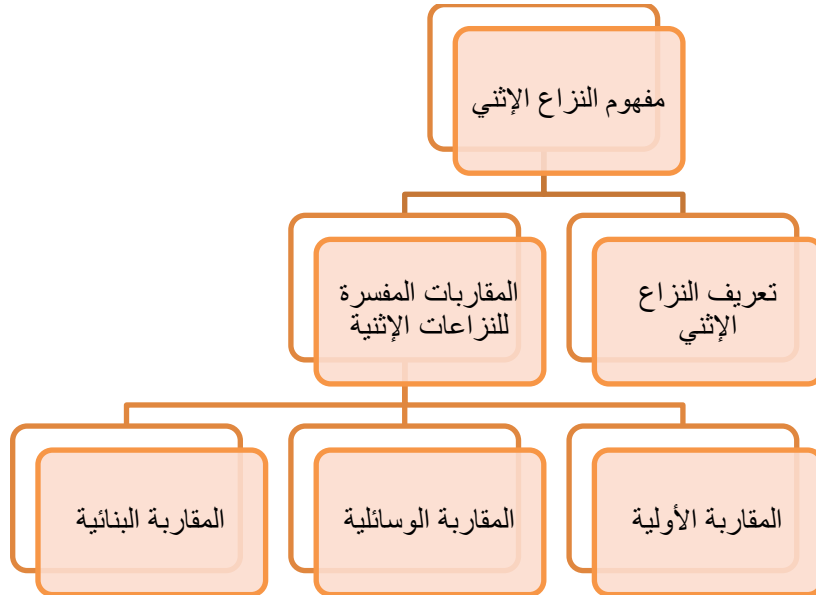 مفهوم النزاع الإثني
تعريف النزاع
الإثني
المقاربات المفسرة
للنزاعات الإثنية
المقاربة الأولية
المقاربة الوسائلية
المقاربة البنائية